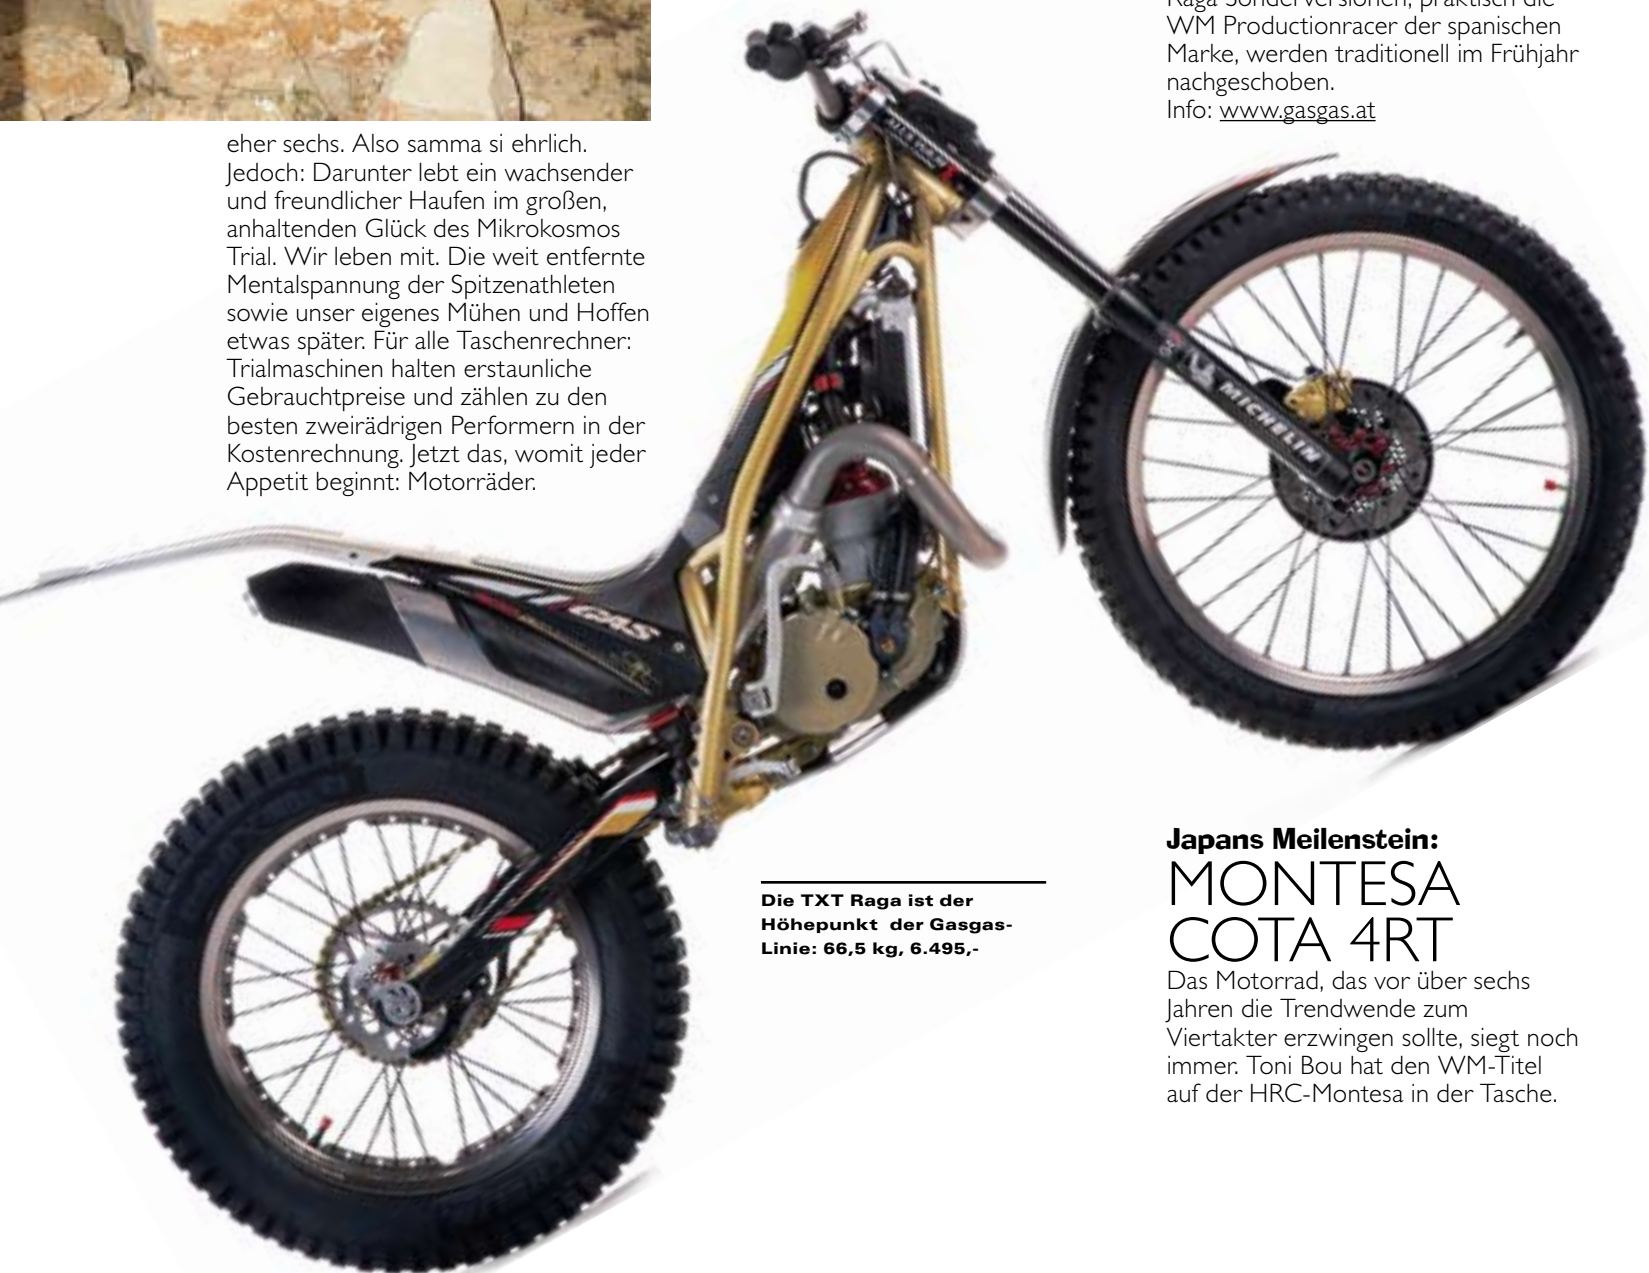 eher sechs. Also samma si ehrlich.
Jedoch: Darunter lebt ein wachsender
und freundlicher Haufen im großen,
anhaltenden Glück des Mikrokosmos
Trial. Wir leben mit. Die weit entfernte
Mentalspannung der Spitzenathleten
sowie unser eigenes Mühen und Hoffen
etwas später. Für alle Taschenrechner:
Trialmaschinen halten erstaunliche
Gebrauchtpreise und zählen zu den
besten zweirädrigen Performern in der
Kostenrechnung. Jetzt das, womit jeder
Appetit beginnt: Motorräder.
GAS
MICHELIN
Die TXT Raga ist der
Höhepunkt  der Gasgas-
Linie: 66,5 kg, 6.495,-
Raga Sonderversionen, praktisch die
WM Productionracer der spanischen
Marke, werden traditionell im Frühjahr
nachgeschoben.
Info: www.gasgas.at
Japans Meilenstein:
MONTESA
COTA 4RT
Das Motorrad, das vor über sechs
Jahren die Trendwende zum
Viertakter erzwingen sollte, siegt noch
immer. Toni Bou hat den WM-Titel
auf der HRC-Montesa in der Tasche.